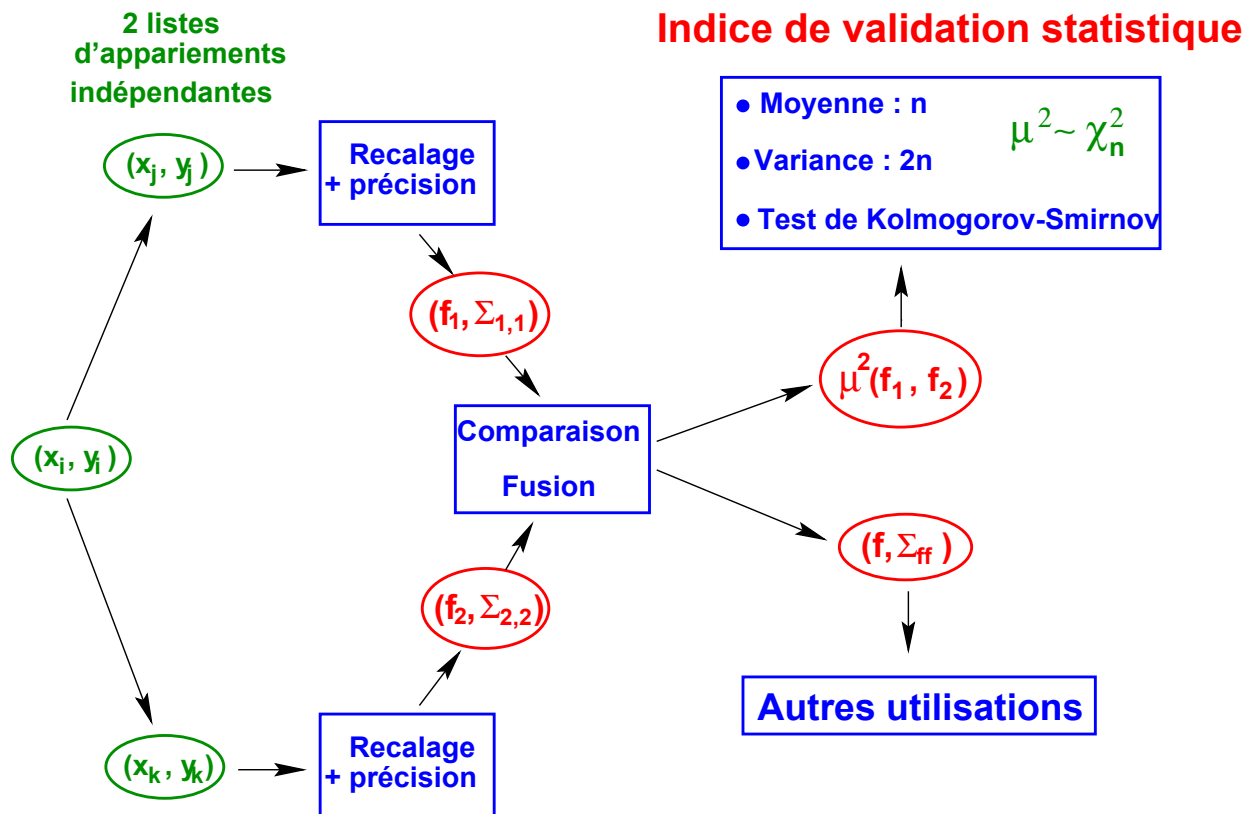 2 listes
d'appariements
indépendantes
Indice de validation statistique
• Moyenne : n
μ² ~ χ²ₙ
• Variance : 2n
• Test de Kolmogorov-Smirnov
(xⱼ, yⱼ)
Recalage
+ précision
(f₁, Σ₁,₁)
μ²(f₁, f₂)
(xᵢ, yᵢ)
Comparaison
Fusion
(f, Σff)
(f₂, Σ₂,₂)
Autres utilisations
(xₖ, yₖ)
Recalage
+ précision